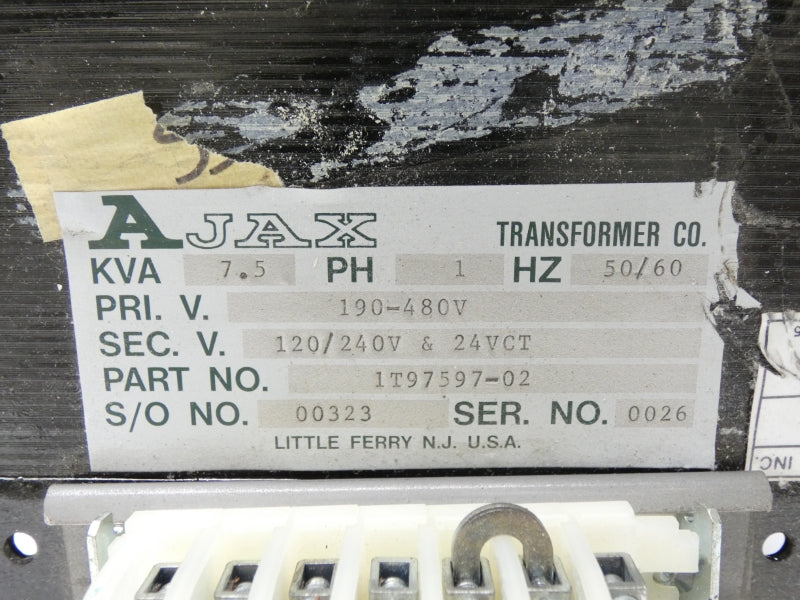 AJAX TRANSFORMER CO.
KVA 7.5 PH 1 HZ 50/60
PRI. V. 190-480V
SEC. V. 120/240V & 24VCT
PART NO. 1T97597-02
S/O NO. 00323 SER. NO. 0026
LITTLE FERRY N.J. U.S.A.
INC.